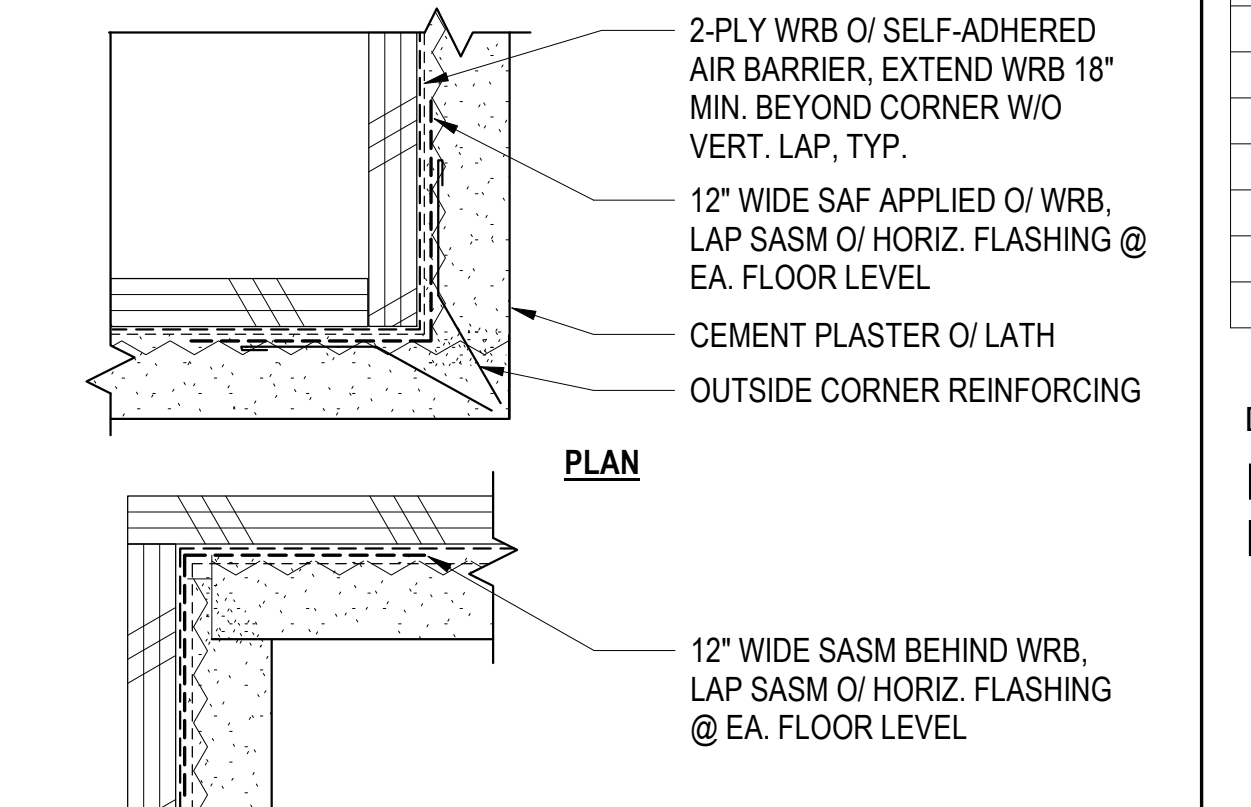 2-PLY WRB O/ SELF-ADHERED
AIR BARRIER, EXTEND WRB 18"
MIN. BEYOND CORNER W/O
VERT. LAP, TYP.
12" WIDE SAF APPLIED O/ WRB,
LAP SASM O/ HORIZ. FLASHING @
EA. FLOOR LEVEL
CEMENT PLASTER O/ LATH
OUTSIDE CORNER REINFORCING
PLAN
12" WIDE SASM BEHIND WRB,
LAP SASM O/ HORIZ. FLASHING
@ EA. FLOOR LEVEL